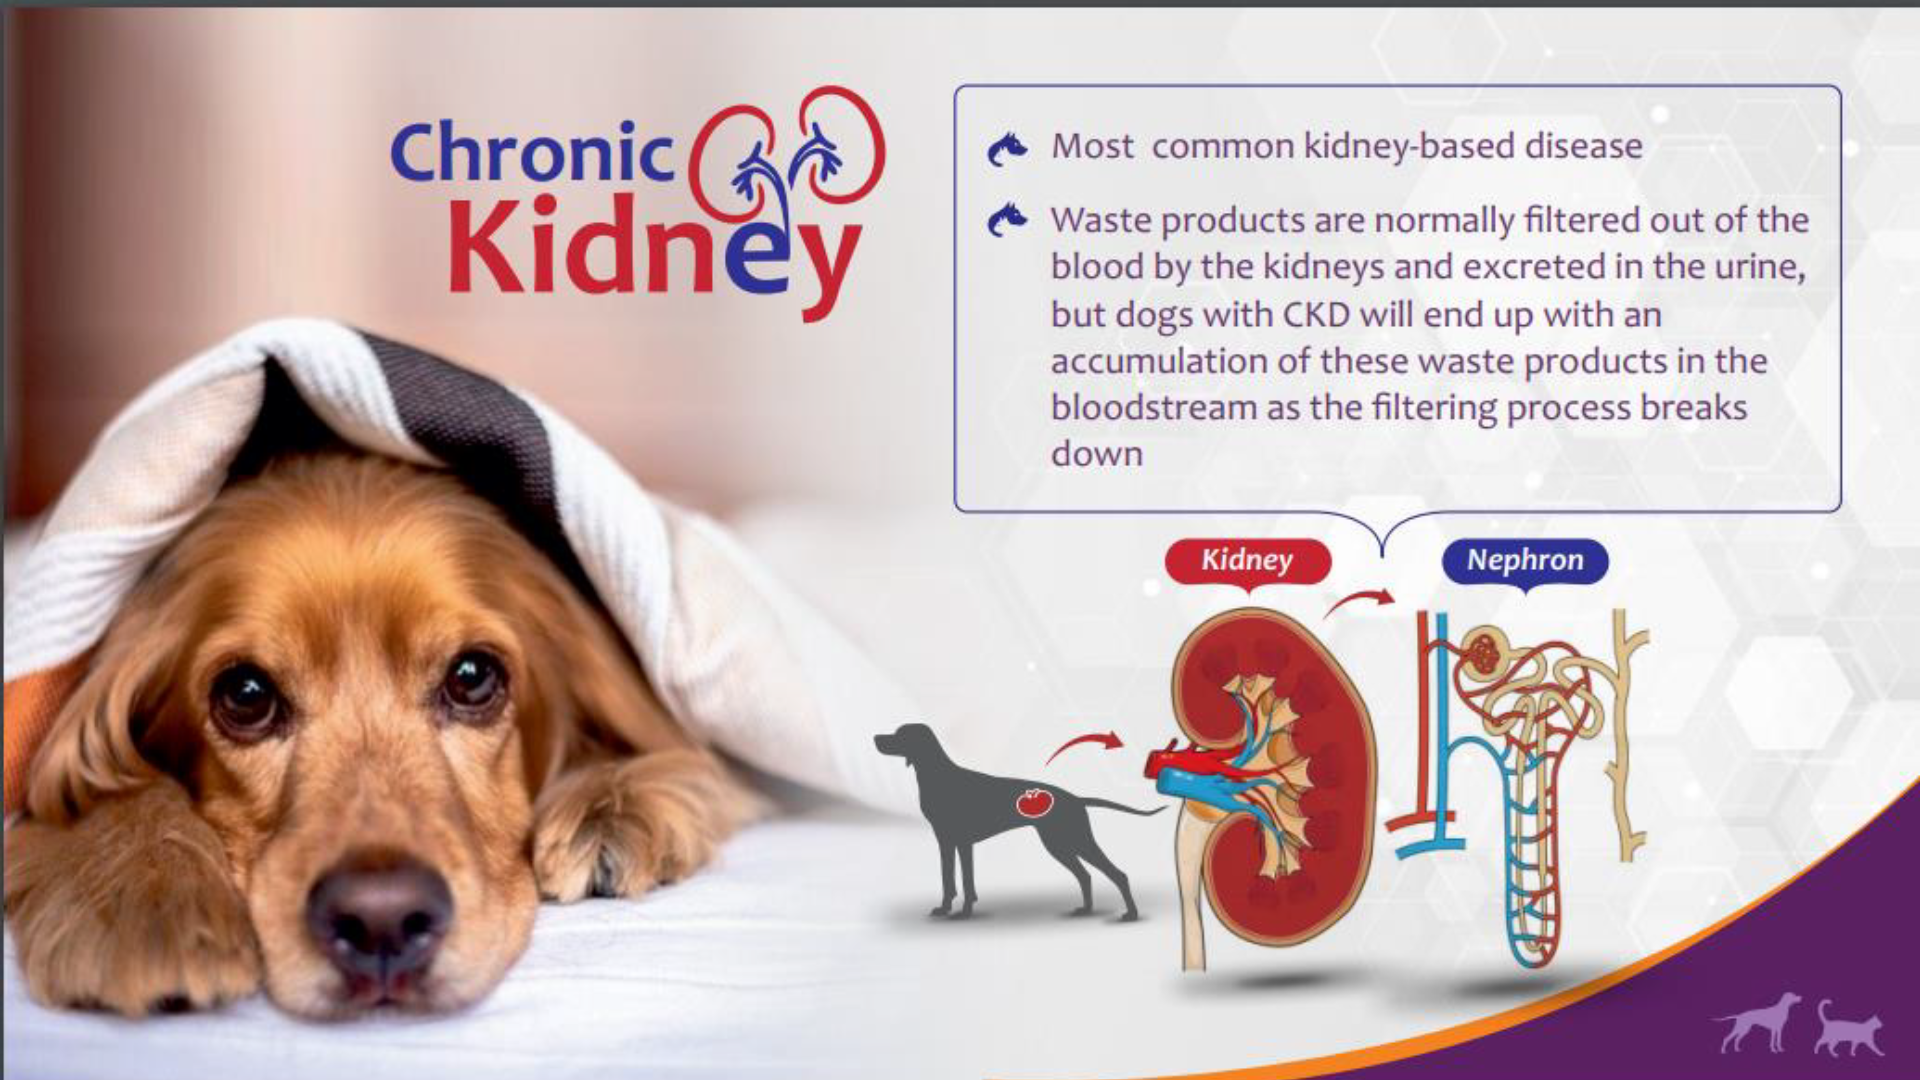 Chronic
Kidney
Most common kidney-based disease
Waste products are normally filtered out of the
blood by the kidneys and excreted in the urine,
but dogs with CKD will end up with an
accumulation of these waste products in the
bloodstream as the filtering process breaks
down
Kidney
Nephron